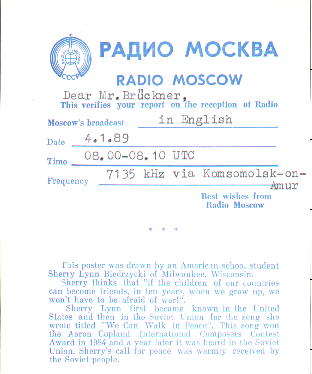 СССР
РАДИО МОСКВА
RADIO MOSCOW
Dear Mr.Brückner,
This verifies your report on the reception of Radio
Moscow's broadcast in English
Date 4.1.89
Time 08.00-08.10 UTC
Frequency 7135 kHz via Komsomolsk-on-
Amur
Best wishes from
Radio Moscow
* * *
This poster was drawn by an American school student
Sherry Lynn Biedrzycki of Milwaukee, Wisconsin.
Sherry thinks that "if the children of our countries
can become friends, in ten years, when we grow up, we
won't have to be afraid of war!".
Sherry Lynn first became known in the United
States and then in the Soviet Union for the song she
wrote titled "We Can Walk in Peace". This song won
the Aaron Copland International Composers Contest
Award in 1984 and a year later it was heard in the Soviet
Union. Sherry's call for peace was warmly received by
the Soviet people.